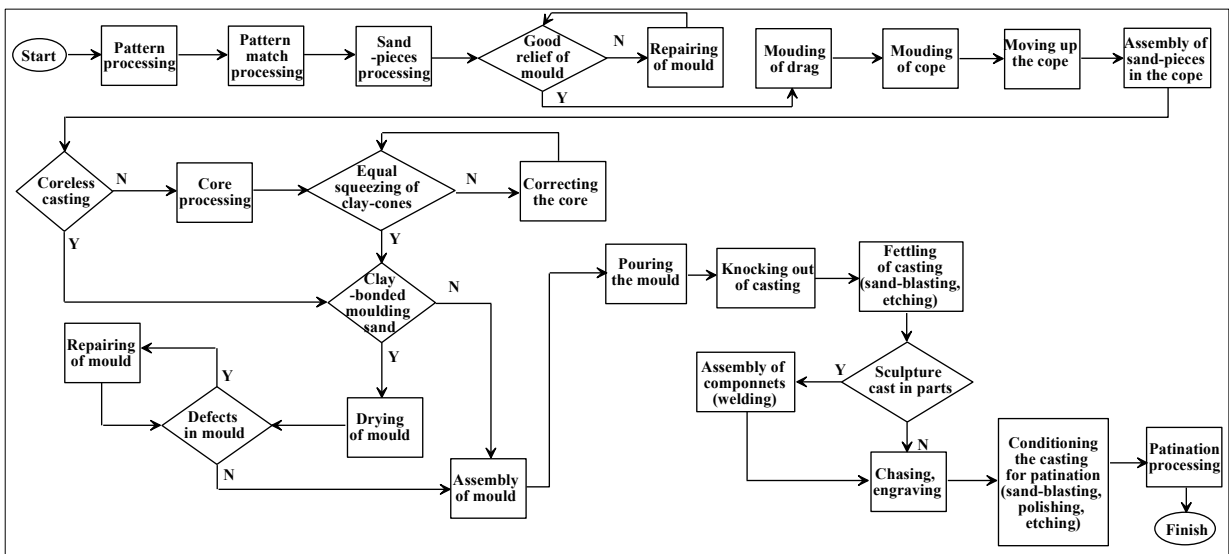 Start
Pattern
processing
Pattern
match
processing
Sand
-pieces
processing
Good
relief of
mould
N
Y
Repairing
of mould
Mouding
of drag
Mouding
of cope
Moving up
the cope
Assembly of
sand-pieces
in the cope
Coreless
casting
N
Y
Core
processing
Equal
squeezing of
clay-cones
N
Y
Correcting
the core
Clay
-bonded
moulding
sand
N
Y
Drying
of mould
Defects
in mould
Y
N
Repairing
of mould
Assembly
of mould
Pouring
the mould
Knocking out
of casting
Fettling
of casting
(sand-blasting,
etching)
Sculpture
cast in parts
Y
N
Assembly of
componnets
(welding)
Chasing,
engraving
Conditioning
the casting
for patination
(sand-blasting,
polishing,
etching)
Patination
processing
Finish